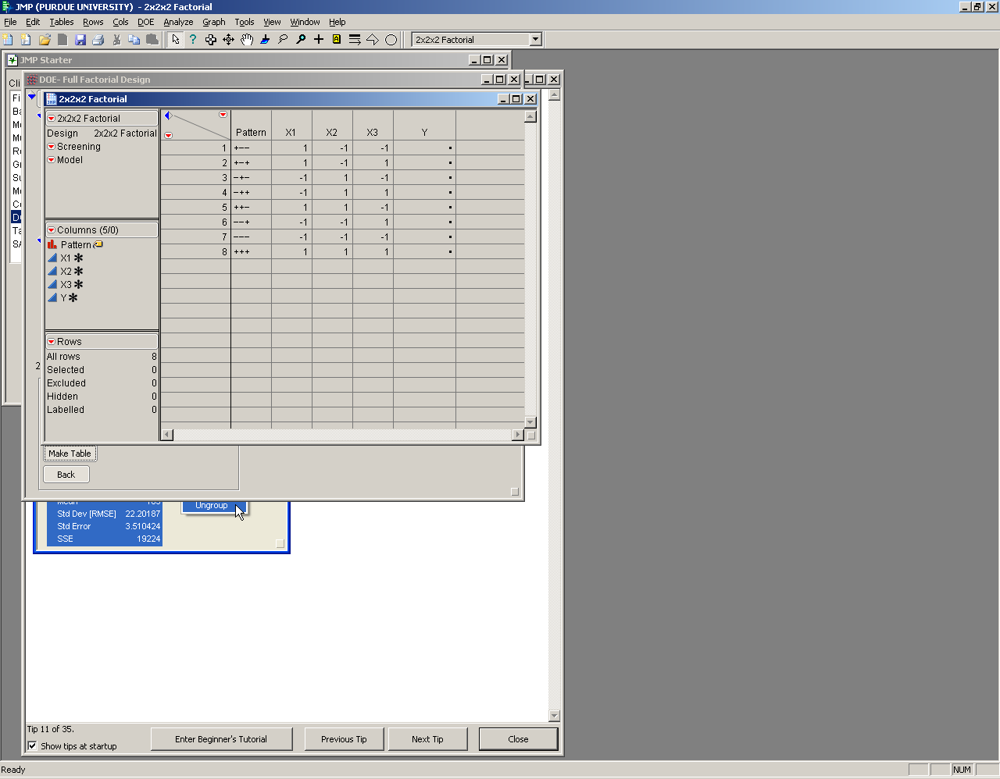 JMP (PURDUE UNIVERSITY) - 2x2x2 Factorial
File Edit Tables Rows Cols DOE Analyze Graph Tools View Window Help
2x2x2 Factorial
JMP Starter
DOE- Full Factorial Design
2x2x2 Factorial
2x2x2 Factorial
Design 2x2x2 Factorial
Screening
Model
Columns (5/0)
Pattern
X1
X2
X3
Y
Rows
All rows 8
Selected 0
Excluded 0
Hidden 0
Labelled 0
Pattern X1 X2 X3 Y
1 +−− 1 -1 -1 •
2 +−+ 1 -1 1 •
3 −+− -1 1 -1 •
4 −++ -1 1 1 •
5 ++− 1 1 -1 •
6 −−+ -1 -1 1 •
7 −−− -1 -1 -1 •
8 +++ 1 1 1 •
Make Table
Back
Ungroup
Std Dev [RMSE] 22.20187
Std Error 3.510424
SSE 19224
Tip 11 of 35.
Show tips at startup
Enter Beginner's Tutorial
Previous Tip
Next Tip
Close
Ready
NUM